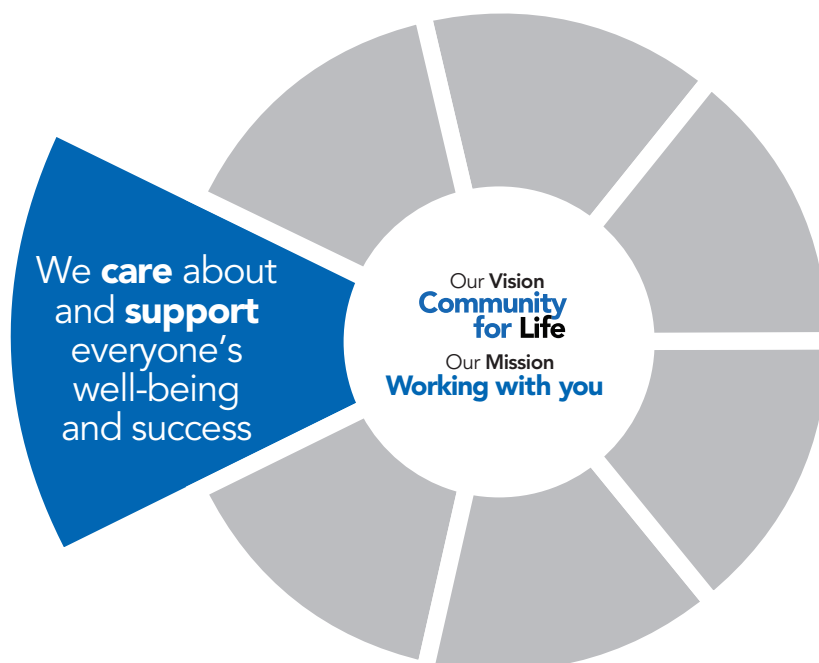 We care about
and support
everyone’s
well-being
and success
Our Vision
Community
for Life
Our Mission
Working with you